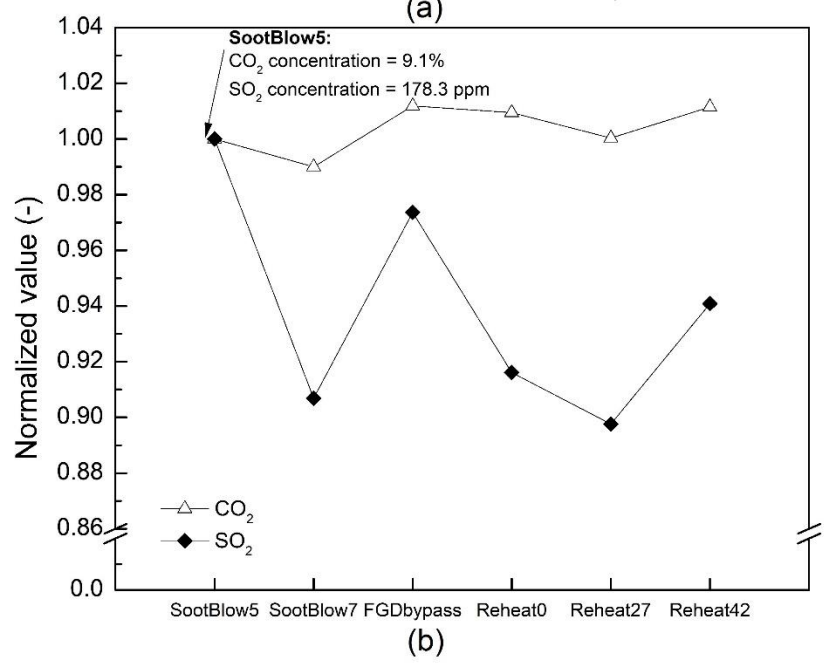 (a)
1.04
SootBlow5:
CO₂ concentration = 9.1%
1.02
SO₂ concentration = 178.3 ppm
1.00
0.98
0.96
0.94
0.92
0.90
0.88
0.86
0.0
Normalized value (-)
CO₂
SO₂
SootBlow5 SootBlow7 FGDbypass Reheat0 Reheat27 Reheat42
(b)